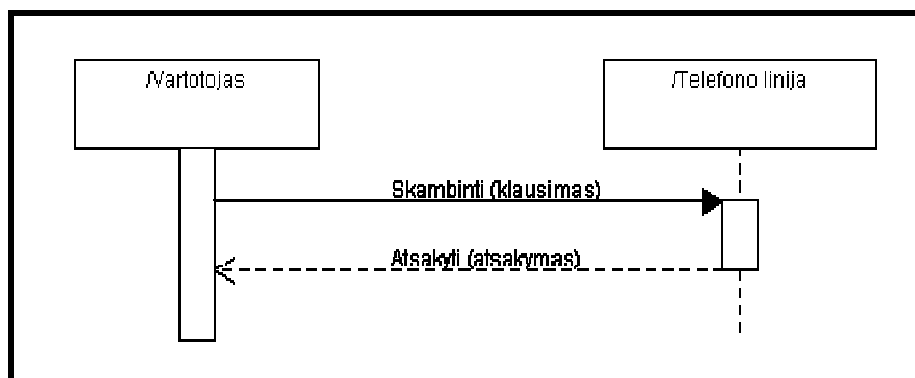 /Vartotojas
/Telefono linija
Skambinti (klausimas)
Atsakyti (atsakymas)